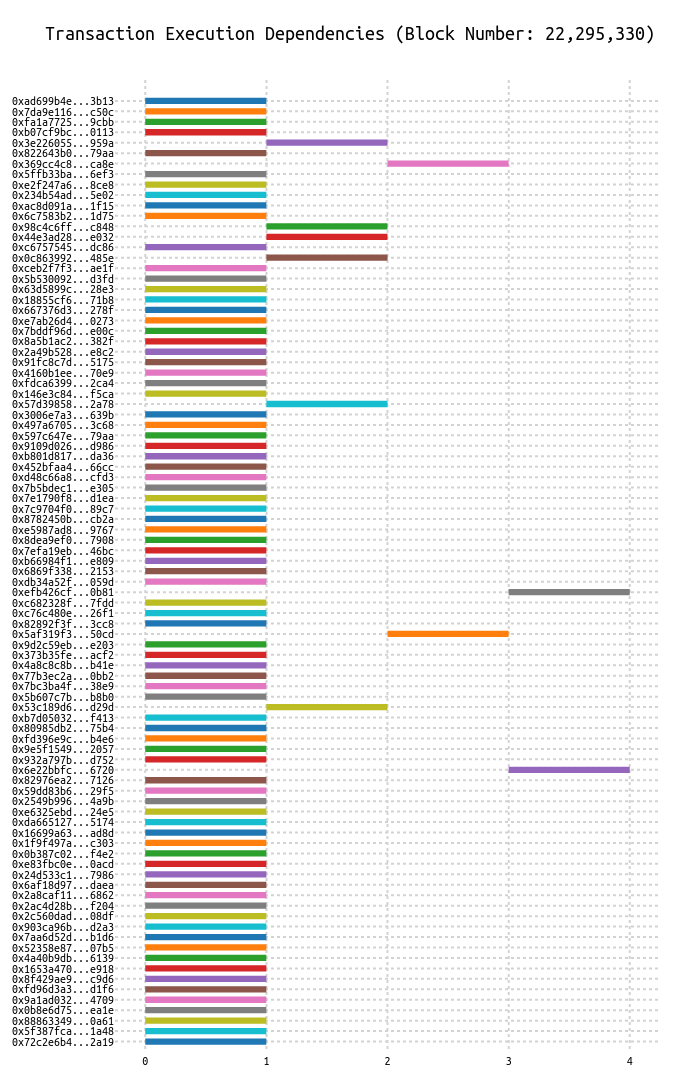 Transaction Execution Dependencies (Block Number: 22,295,330)
0xad699b4e...3b13
0x7da9e116...c50c
0xfa1a7725...9cbb
0xb07cf9bc...0113
0x3e226055...959a
0x822643b0...79aa
0x369cc4c8...ca8e
0x5ffb33ba...6ef3
0xe2f247a6...8ce8
0x234b54ad...5e02
0xac8d091a...1f15
0x6c7583b2...1d75
0x98c4c6ff...c848
0x44e3ad28...e032
0xc6757545...dc86
0x0c863992...485e
0xceb2f7f3...ae1f
0x5b530092...d3fd
0x63d5899c...28e3
0x18855cf6...71b8
0x667376d3...278f
0xe7ab26d4...0273
0x7bddf96d...e00c
0x8a5b1ac2...382f
0x2a49b528...e8c2
0x91fc8c7d...5175
0x4160b1ee...70e9
0xfdca6399...2ca4
0x146e3c84...f5ca
0x57d39858...2a78
0x3006e7a3...639b
0x497a6705...3c68
0x597c647e...79aa
0x9109d026...d986
0xb801d817...da36
0x452bfaa4...66cc
0xd48c66a8...cfd3
0x7b5bdec1...e305
0x7e1790f8...d1ea
0x7c9704f0...89c7
0x8782450b...cb2a
0xe5987ad8...9767
0x8dea9ef0...7908
0x7efa19eb...46bc
0xb66984f1...e809
0x6869f338...2153
0xdb34a52f...059d
0xefb426cf...0b81
0xc682328f...7fdd
0xc76c480e...26f1
0x82892f3f...3cc8
0x5af319f3...50cd
0x9d2c59eb...e203
0x373b35fe...acf2
0x4a8c8c8b...b41e
0x77b3ec2a...0bb2
0x7bc3ba4f...38e9
0x5b607c7b...b8b0
0x53c189d6...d29d
0xb7d05032...f413
0x80985db2...75b4
0xfd396e9c...b4e6
0x9e5f1549...2057
0x932a797b...d752
0x6e22bbfc...6720
0x82976ea2...7126
0x59dd83b6...29f5
0x2549b996...4a9b
0xe6325ebd...24e5
0xda665127...5174
0x16699a63...ad8d
0x1f9f497a...c303
0x0b387c02...f4e2
0xe83fbc0e...0acd
0x24d533c1...7986
0x6af18d97...daea
0x2a8caf11...6862
0x2ac4d28b...f204
0x2c560dad...08df
0x903ca96b...d2a3
0x7aa6d52d...b1d6
0x52358e87...07b5
0x4a40b9db...6139
0x1653a470...e918
0x8f429ae9...c9d6
0xfd96d3a3...d1f6
0x9a1ad032...4709
0x0b8e6d75...ea1e
0x88863349...0a61
0x5f387fca...1a48
0x72c2e6b4...2a19
0 1 2 3 4